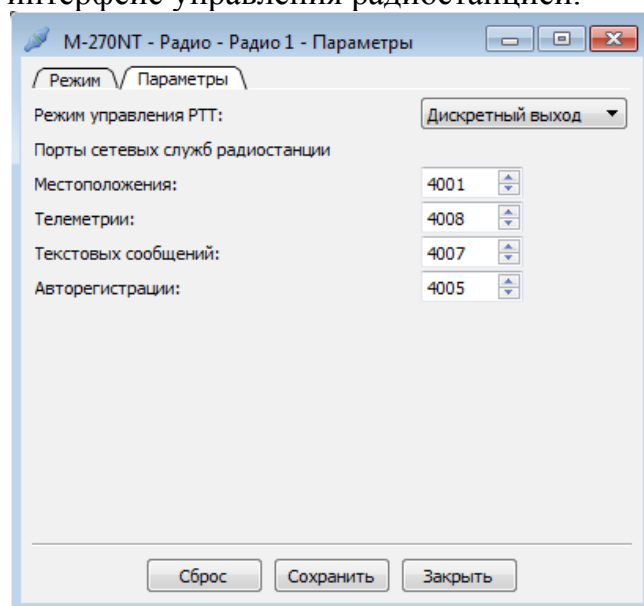 интерфейс управления радиостанцией.
M-270NT - Радио - Радио 1 - Параметры
Режим Параметры
Режим управления PTT: Дискретный выход
Порты сетевых служб радиостанции
Местоположения: 4001
Телеметрии: 4008
Текстовых сообщений: 4007
Авторегистрации: 4005
Сброс Сохранить Закрыть